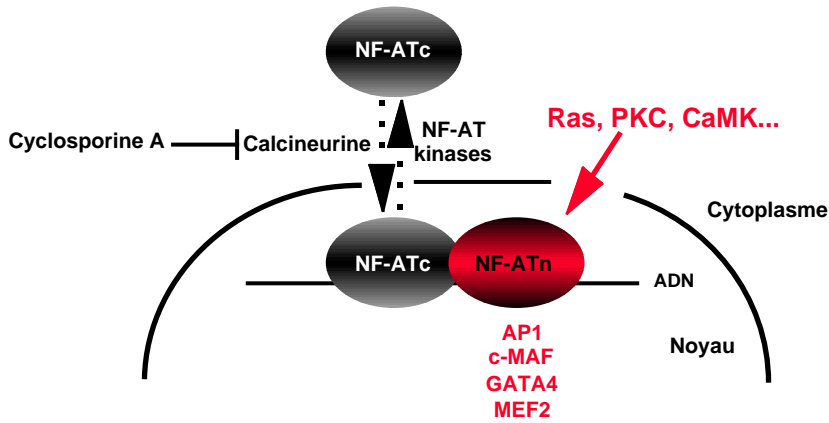 NF-ATc
Ras, PKC, CaMK...
Cyclosporine A
Calcineurine
NF-AT
kinases
Cytoplasme
NF-ATc
NF-ATn
ADN
AP1
c-MAF
GATA4
MEF2
Noyau